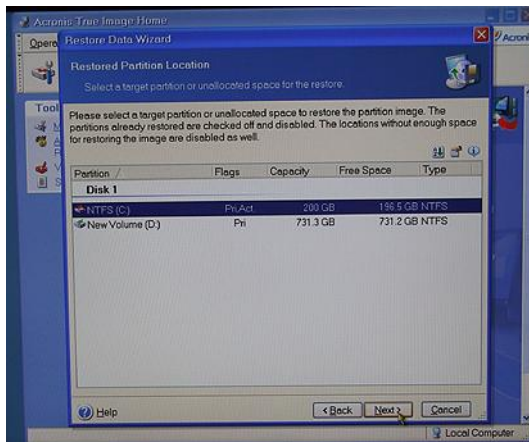 Acronis True Image Home
Opera
Acroni
Restore Data Wizard
Restored Partition Location
Select a target partition or unallocated space for the restore.
Tool
Please select a target partition or unallocated space to restore the partition image. The
partitions already restored are checked off and disabled. The locations without enough space
for restoring the image are disabled as well.
Partition / Flags Capacity Free Space Type
Disk 1
NTFS (C:) Pri,Act. 200 GB 196.5 GB NTFS
New Volume (D:) Pri 731.3 GB 731.2 GB NTFS
Help < Back Next > Cancel
Local Computer